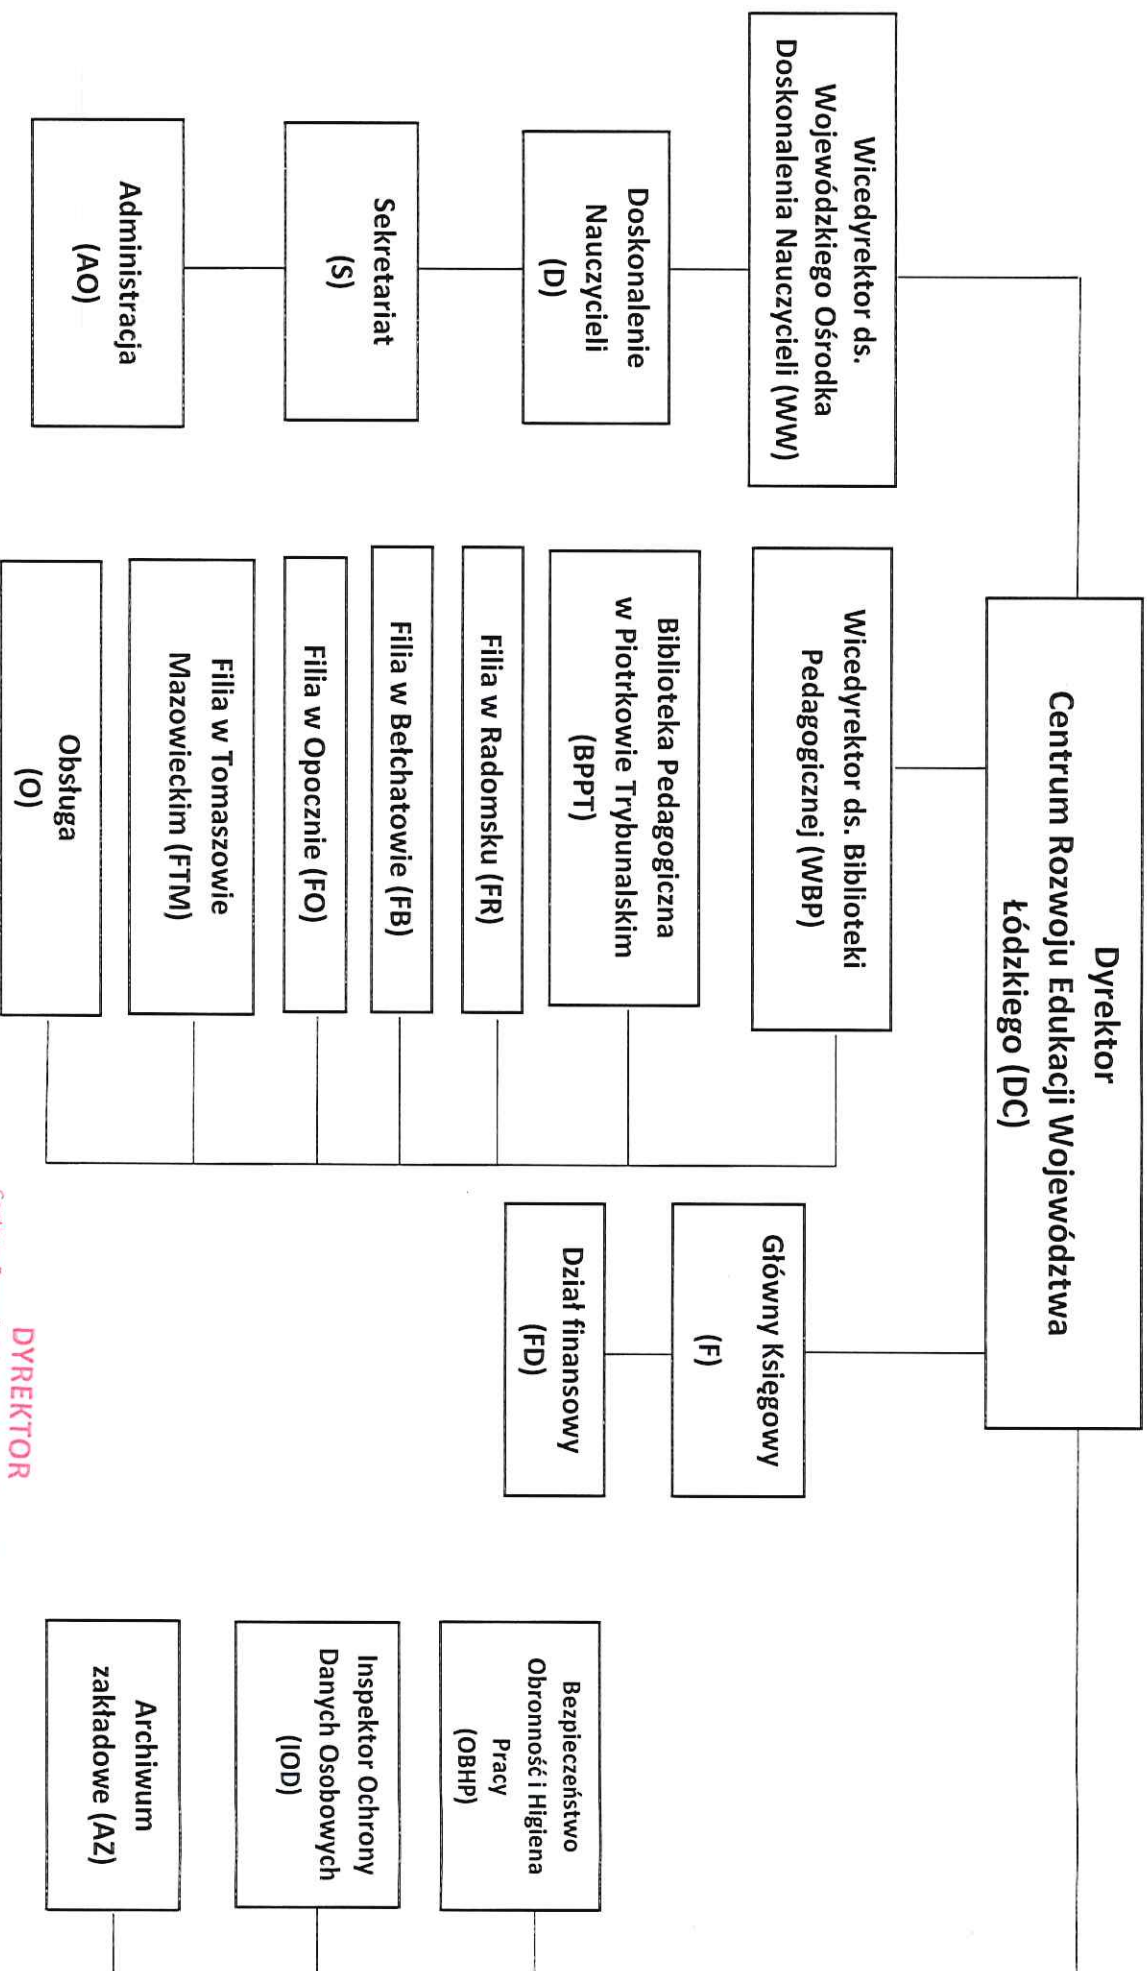 Dyrektor
Centrum Rozwoju Edukacji Województwa
Łódzkiego (DC)
Wicedyrektor ds.
Wojewódzkiego Ośrodka
Doskonalenia Nauczycieli (WW)
Doskonalenie
Nauczycieli
(D)
Sekretariat
(S)
Administracja
(AO)
Wicedyrektor ds. Biblioteki
Pedagogicznej (WBP)
Biblioteka Pedagogiczna
w Piotrkowie Trybunalskim
(BPPT)
Filia w Radomsku (FR)
Filia w Bełchatowie (FB)
Filia w Opocznie (FO)
Filia w Tomaszowie
Mazowieckim (FTM)
Obsługa
(O)
Główny Księgowy
(F)
Dział finansowy
(FD)
Bezpieczeństwo
Obronność i Higiena
Pracy
(OBHP)
Inspektor Ochrony
Danych Osobowych
(IOD)
Archiwum
zakładowe (AZ)
DYREKTOR